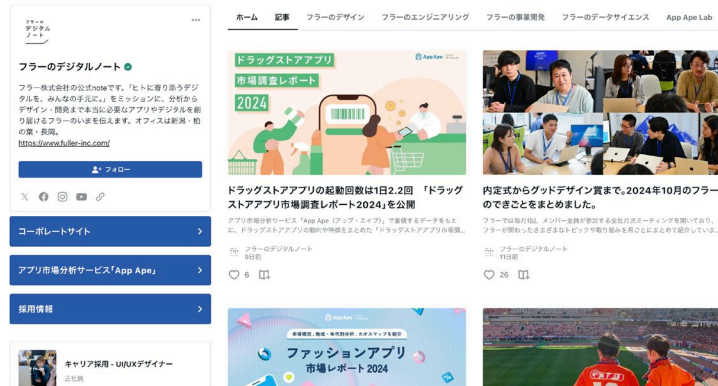 フラーの
デジタル
ノート
フラーのデジタルノート
フラー株式会社の公式noteです。「ヒトに寄り添うデジ
タルを、みんなの手元に。」をミッションに、分析から
デザイン・開発まで本当に必要なアプリやデジタルを創
り届けるフラーのいまを伝えます。オフィスは新潟・柏
の葉・長岡。
https://www.fuller-inc.com/
フォロー
コーポレートサイト
アプリ市場分析サービス「App Ape」
採用情報
キャリア採用 - UI/UXデザイナー
正社員
ホーム 記事 フラーのデザイン フラーのエンジニアリング フラーの事業開発 フラーのデータサイエンス App Ape Lab
App Ape
ドラッグストアアプリ
市場調査レポート
2024
ドラッグストアアプリの起動回数は1日2.2回 「ドラッグ
ストアアプリ市場調査レポート2024」を公開
アプリ市場分析サービス「App Ape（アップ・エイプ）」で蓄積するデータをもと
に、ドラッグストアアプリの動向や特徴をまとめた「ドラッグストアアプリ市場調...
フラーのデジタルノート
9日前
6
内定式からグッドデザイン賞まで。2024年10月のフラー
のできごとをまとめました。
フラーでは毎月1回、メンバー全員が参加する会社月次ミーティングを開いており、
フラーが関わったさまざまなトピックや取り組みを月ごとにまとめて紹介していま...
フラーのデジタルノート
11日前
26
App Ape
市場概況、地域・年代別分析、カオスマップを紹介
ファッションアプリ
市場レポート 2024